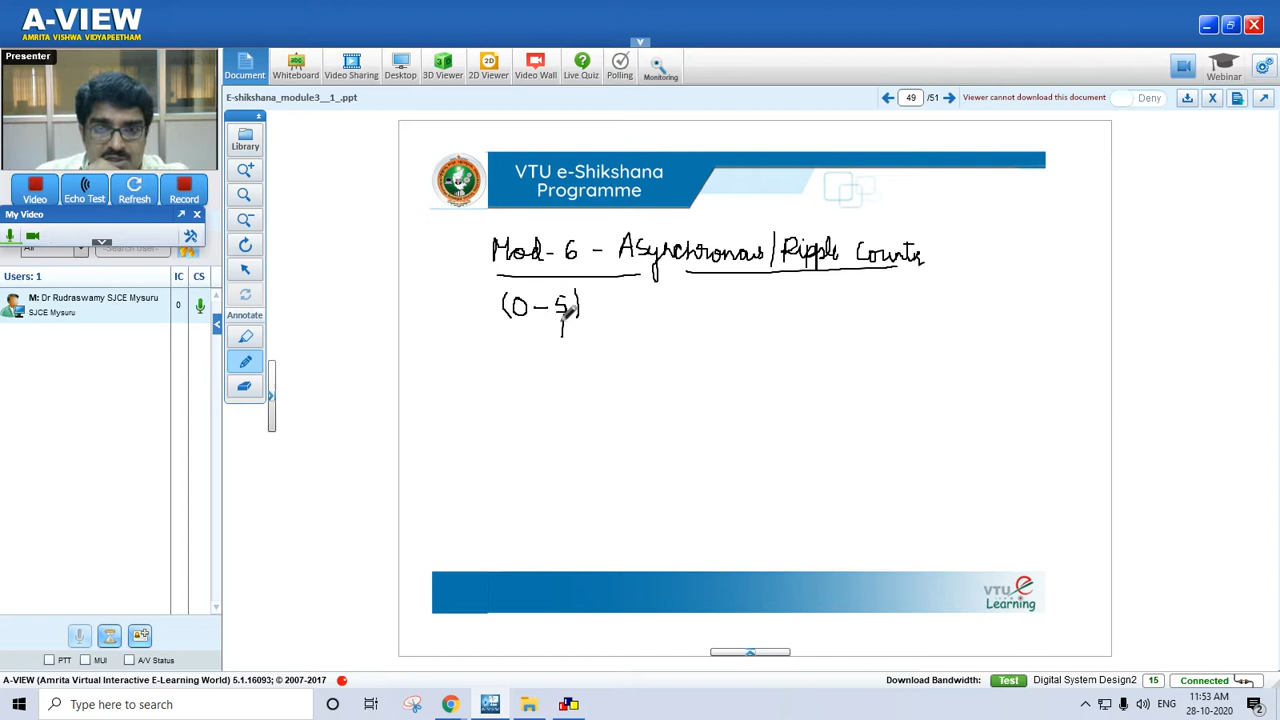 A-VIEW
AMRITA VISHWA VIDYAPEETHAM
Presenter
Document
Whiteboard
Video Sharing
Desktop
3D Viewer
2D Viewer
Video Wall
Live Quiz
Polling
Monitoring
Webinar
E-shikshana_module3__1_.ppt
49 /51
Viewer cannot download this document
Deny
Library
Video
Echo Test
Refresh
Record
My Video
All
Users: 1
IC
CS
M: Dr Rudraswamy SJCE Mysuru
0
SJCE Mysuru
Annotate
VTU e-Shikshana
Programme
Mod-6 - Asynchronous/Ripple Counter
(0-5)
VTU e
Learning
PTT
MUI
A/V Status
A-VIEW (Amrita Virtual Interactive E-Learning World) 5.1.16093; © 2007-2017
Download Bandwidth:
Test
Digital System Design2
15
Connected
Type here to search
ENG
11:53 AM
28-10-2020
2